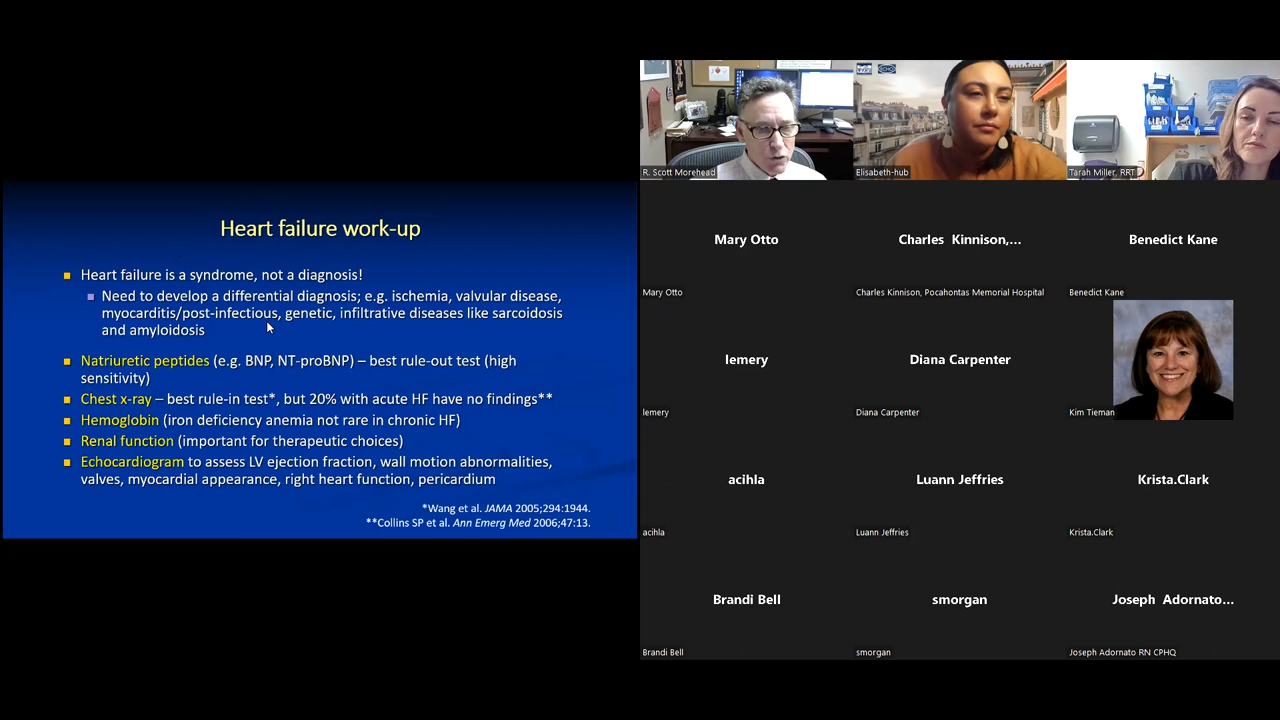 Heart failure work-up
Heart failure is a syndrome, not a diagnosis!
Need to develop a differential diagnosis; e.g. ischemia, valvular disease,
myocarditis/post-infectious, genetic, infiltrative diseases like sarcoidosis
and amyloidosis
Natriuretic peptides (e.g. BNP, NT-proBNP) – best rule-out test (high
sensitivity)
Chest x-ray – best rule-in test*, but 20% with acute HF have no findings**
Hemoglobin (iron deficiency anemia not rare in chronic HF)
Renal function (important for therapeutic choices)
Echocardiogram to assess LV ejection fraction, wall motion abnormalities,
valves, myocardial appearance, right heart function, pericardium
*Wang et al. JAMA 2005;294:1944.
**Collins SP et al. Ann Emerg Med 2006;47:13.
R. Scott Morehead
Elisabeth-hub
Tarah Miller, RRT
Mary Otto
Charles Kinnison,...
Benedict Kane
Mary Otto
Charles Kinnison, Pocahontas Memorial Hospital
Benedict Kane
lemery
Diana Carpenter
lemery
Diana Carpenter
Kim Tieman
acihla
Luann Jeffries
Krista.Clark
acihla
Luann Jeffries
Krista.Clark
Brandi Bell
smorgan
Joseph Adornato...
Brandi Bell
smorgan
Joseph Adornato RN CPHQ